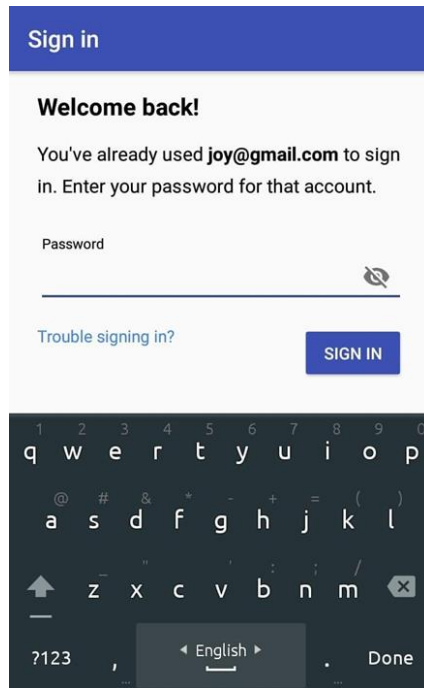 Sign in
Welcome back!
You've already used joy@gmail.com to sign
in. Enter your password for that account.
Password
Trouble signing in?
SIGN IN
1 2 3 4 5 6 7 8 9 0
q w e r t y u i o p
@ # & * - + = ( )
a s d f g h j k l
_ " ' : ; /
z x c v b n m
?123 , English . Done